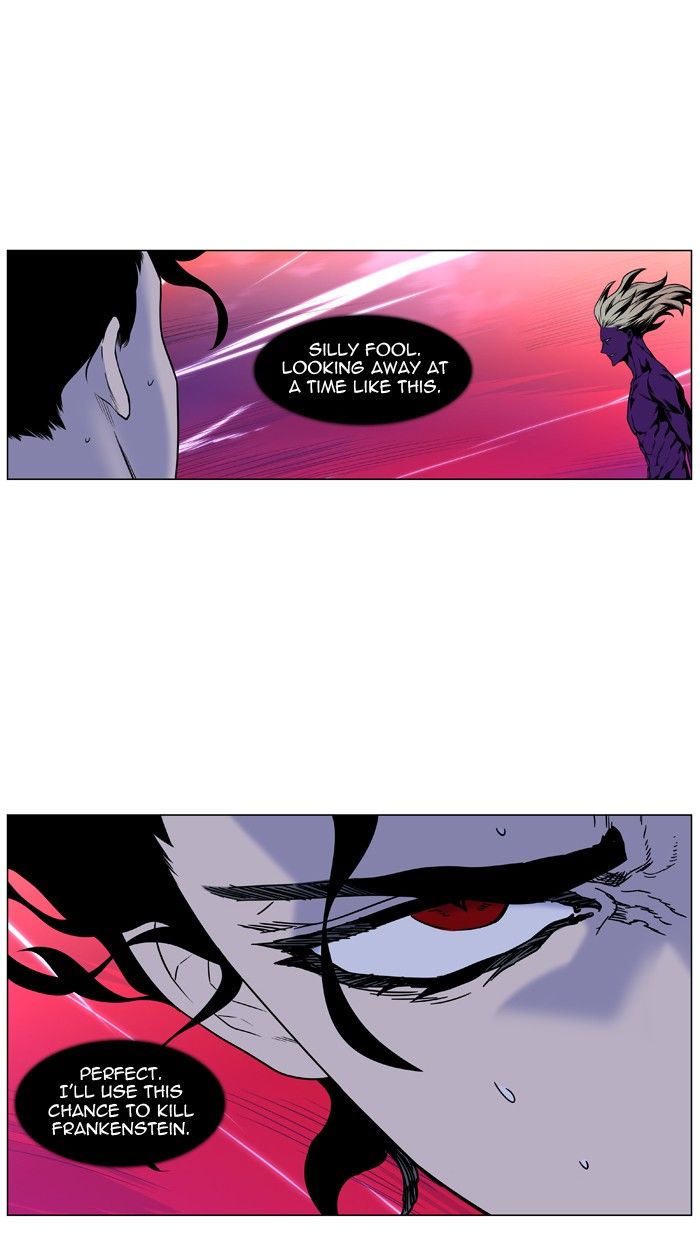 SILLY FOOL.
LOOKING AWAY AT
A TIME LIKE THIS.
PERFECT.
I'LL USE THIS
CHANCE TO KILL
FRANKENSTEIN.